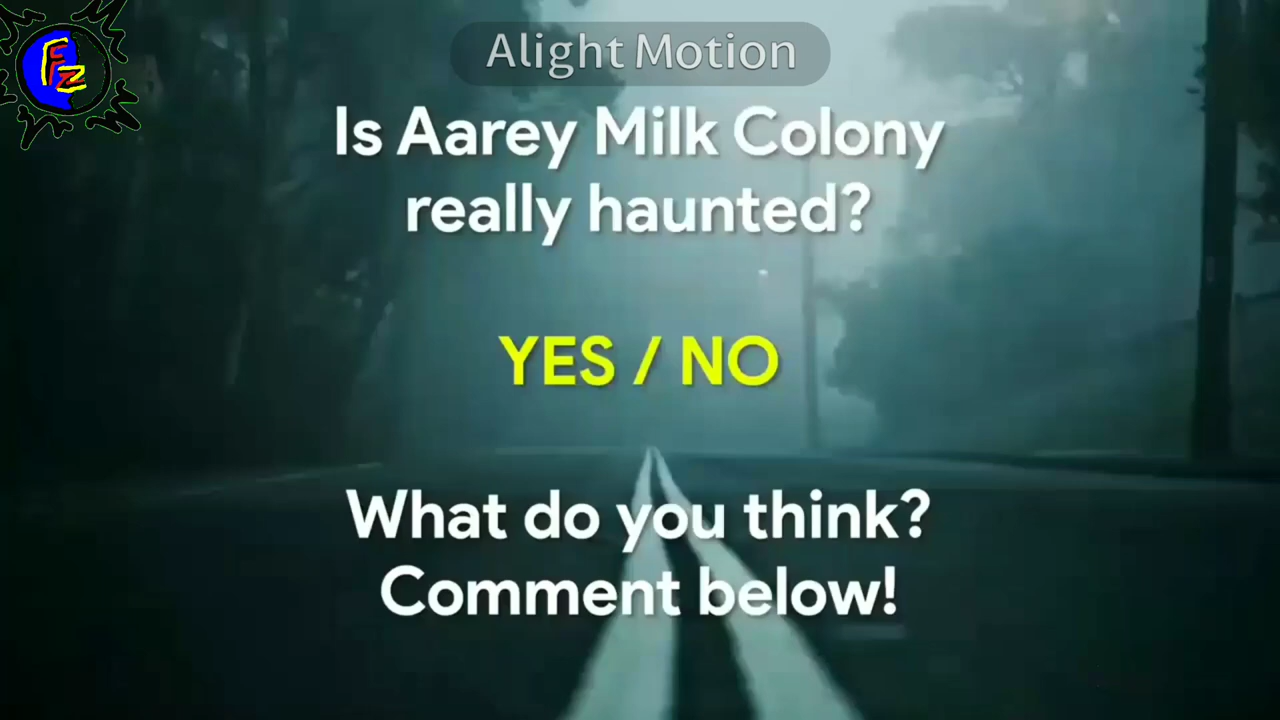 Alight Motion
Is Aarey Milk Colony
really haunted?
YES / NO
What do you think?
Comment below!